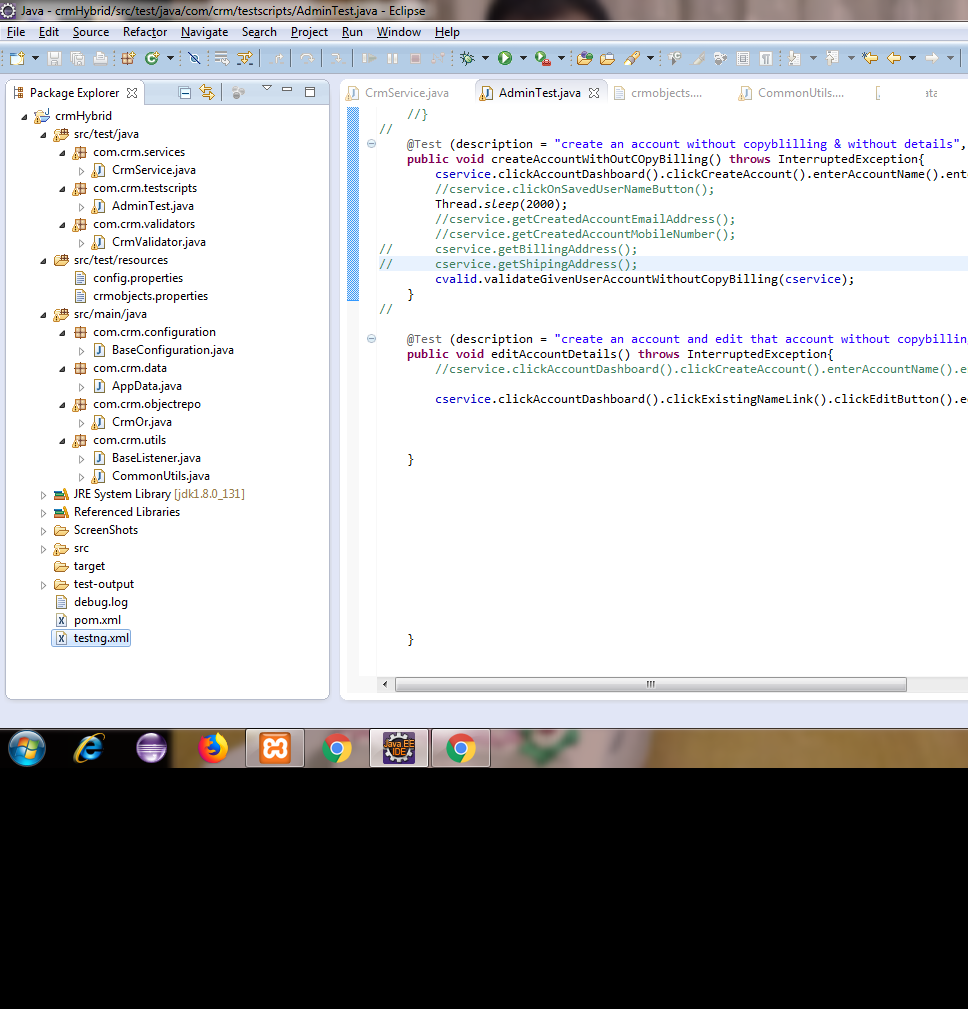 Java - crmHybrid/src/test/java/com/crm/testscripts/AdminTest.java - Eclipse
File Edit Source Refactor Navigate Search Project Run Window Help
Package Explorer
CrmService.java AdminTest.java crmobjects.... CommonUtils....
crmHybrid
src/test/java
com.crm.services
CrmService.java
com.crm.testscripts
AdminTest.java
com.crm.validators
CrmValidator.java
src/test/resources
config.properties
crmobjects.properties
src/main/java
com.crm.configuration
BaseConfiguration.java
com.crm.data
AppData.java
com.crm.objectrepo
CrmOr.java
com.crm.utils
BaseListener.java
CommonUtils.java
JRE System Library [jdk1.8.0_131]
Referenced Libraries
ScreenShots
src
target
test-output
debug.log
pom.xml
testng.xml
//}
//
@Test (description = "create an account without copyblilling & without details",
public void createAccountWithOutCOpyBilling() throws InterruptedException{
cservice.clickAccountDashboard().clickCreateAccount().enterAccountName().ente
//cservice.clickOnSavedUserNameButton();
Thread.sleep(2000);
//cservice.getCreatedAccountEmailAddress();
//cservice.getCreatedAccountMobileNumber();
// cservice.getBillingAddress();
// cservice.getShipingAddress();
cvalid.validateGivenUserAccountWithoutCopyBilling(cservice);
}
//
@Test (description = "create an account and edit that account without copybillin
public void editAccountDetails() throws InterruptedException{
//cservice.clickAccountDashboard().clickCreateAccount().enterAccountName().e
cservice.clickAccountDashboard().clickExistingNameLink().clickEditButton().e
}
}
Java EE
IDE